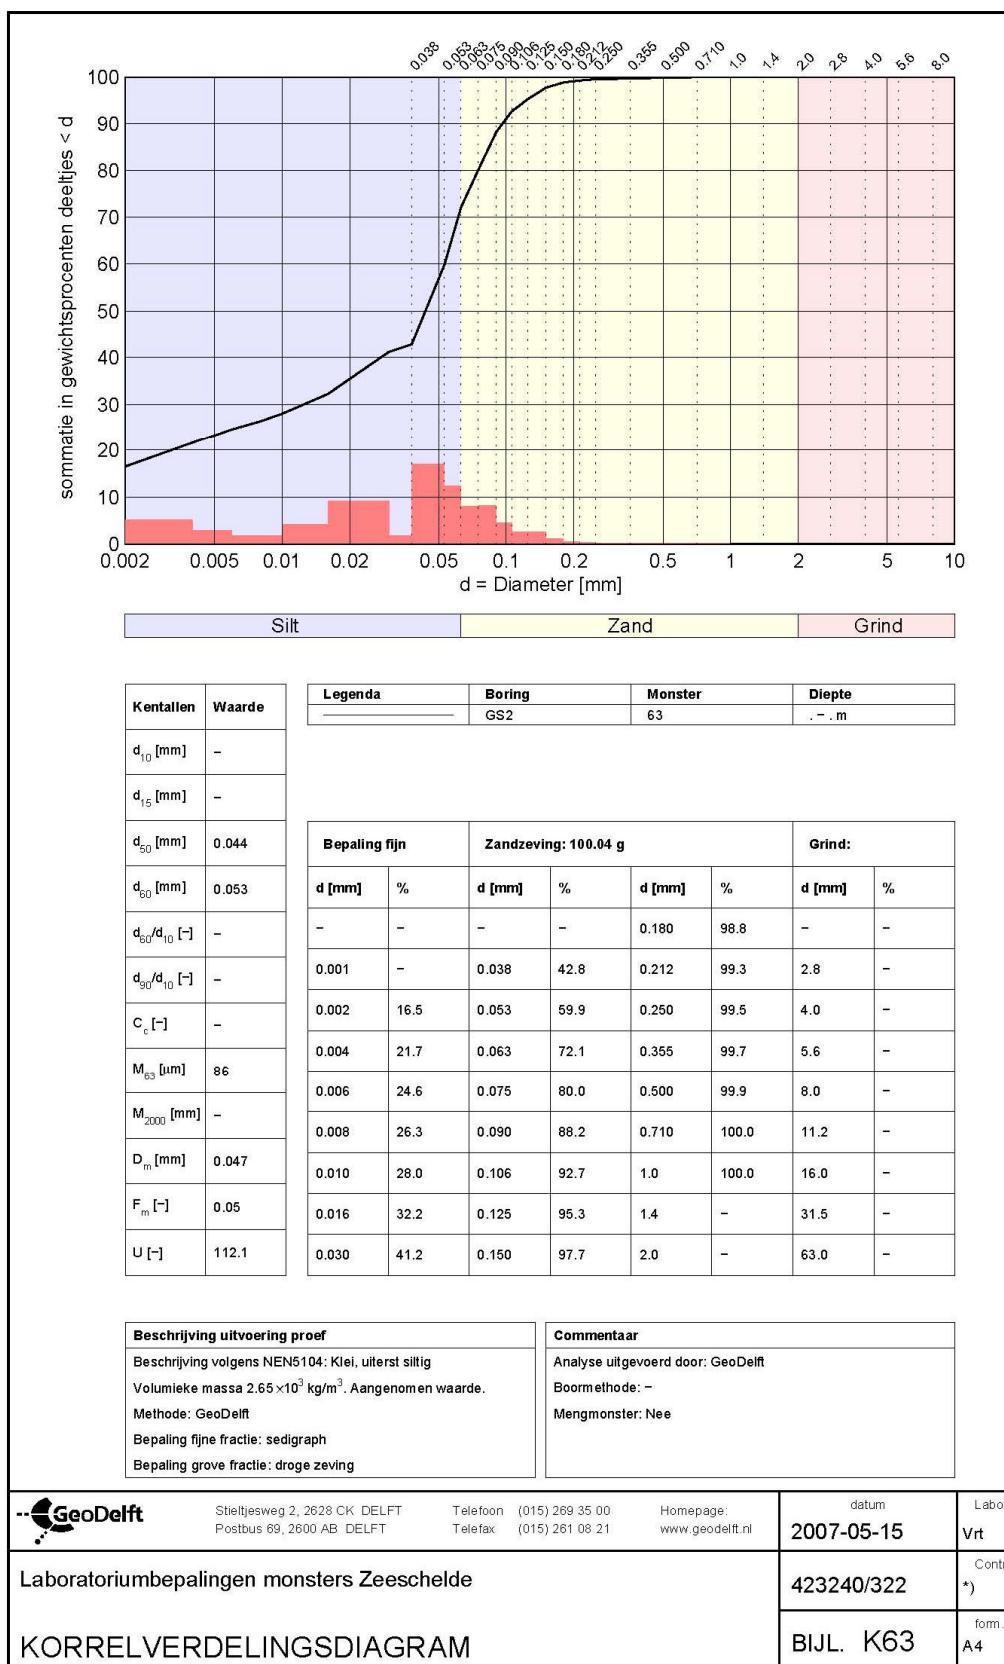 0.038 0.053 0.063 0.075 0.090 0.106 0.125 0.150 0.180 0.212 0.250 0.355 0.500 0.710 1.0 1.4 2.0 2.8 4.0 5.6 8.0
sommatie in gewichtsprocenten deeltjes < d
100
90
80
70
60
50
40
30
20
10
0
0.002 0.005 0.01 0.02 0.05 0.1 0.2 0.5 1 2 5 10
d = Diameter [mm]
Silt Zand Grind
Kentallen Waarde
d10 [mm] –
d15 [mm] –
d50 [mm] 0.044
d60 [mm] 0.053
d60/d10 [–] –
d90/d10 [–] –
Cc [–] –
M63 [µm] 86
M2000 [mm] –
Dm [mm] 0.047
Fm [–] 0.05
U [–] 112.1
Legenda Boring Monster Diepte
GS2 63 . – . m
Bepaling fijn Zandzeving: 100.04 g Grind:
d [mm] % d [mm] % d [mm] % d [mm] %
– – – – 0.180 98.8 – –
0.001 – 0.038 42.8 0.212 99.3 2.8 –
0.002 16.5 0.053 59.9 0.250 99.5 4.0 –
0.004 21.7 0.063 72.1 0.355 99.7 5.6 –
0.006 24.6 0.075 80.0 0.500 99.9 8.0 –
0.008 26.3 0.090 88.2 0.710 100.0 11.2 –
0.010 28.0 0.106 92.7 1.0 100.0 16.0 –
0.016 32.2 0.125 95.3 1.4 – 31.5 –
0.030 41.2 0.150 97.7 2.0 – 63.0 –
Beschrijving uitvoering proef
Beschrijving volgens NEN5104: Klei, uiterst siltig
Volumieke massa 2.65×10³ kg/m³. Aangenomen waarde.
Methode: GeoDelft
Bepaling fijne fractie: sedigraph
Bepaling grove fractie: droge zeving
Commentaar
Analyse uitgevoerd door: GeoDelft
Boormethode: –
Mengmonster: Nee
GeoDelft
Stieltjesweg 2, 2628 CK DELFT Telefoon (015) 269 35 00 Homepage:
Postbus 69, 2600 AB DELFT Telefax (015) 261 08 21 www.geodelft.nl
datum Labo
2007-05-15 Vrt
Laboratoriumbepalingen monsters Zeeschelde
Contr
423240/322 *)
KORRELVERDELINGSDIAGRAM
form.
BIJL. K63 A4